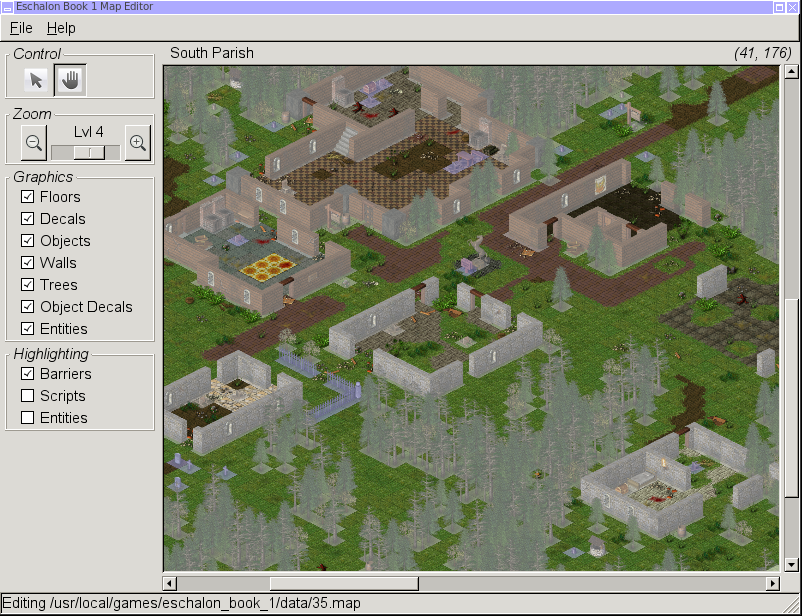 Eschalon Book 1 Map Editor
File Help
Control
South Parish
(41, 176)
Zoom
Lvl 4
Graphics
Floors
Decals
Objects
Walls
Trees
Object Decals
Entities
Highlighting
Barriers
Scripts
Entities
Editing /usr/local/games/eschalon_book_1/data/35.map